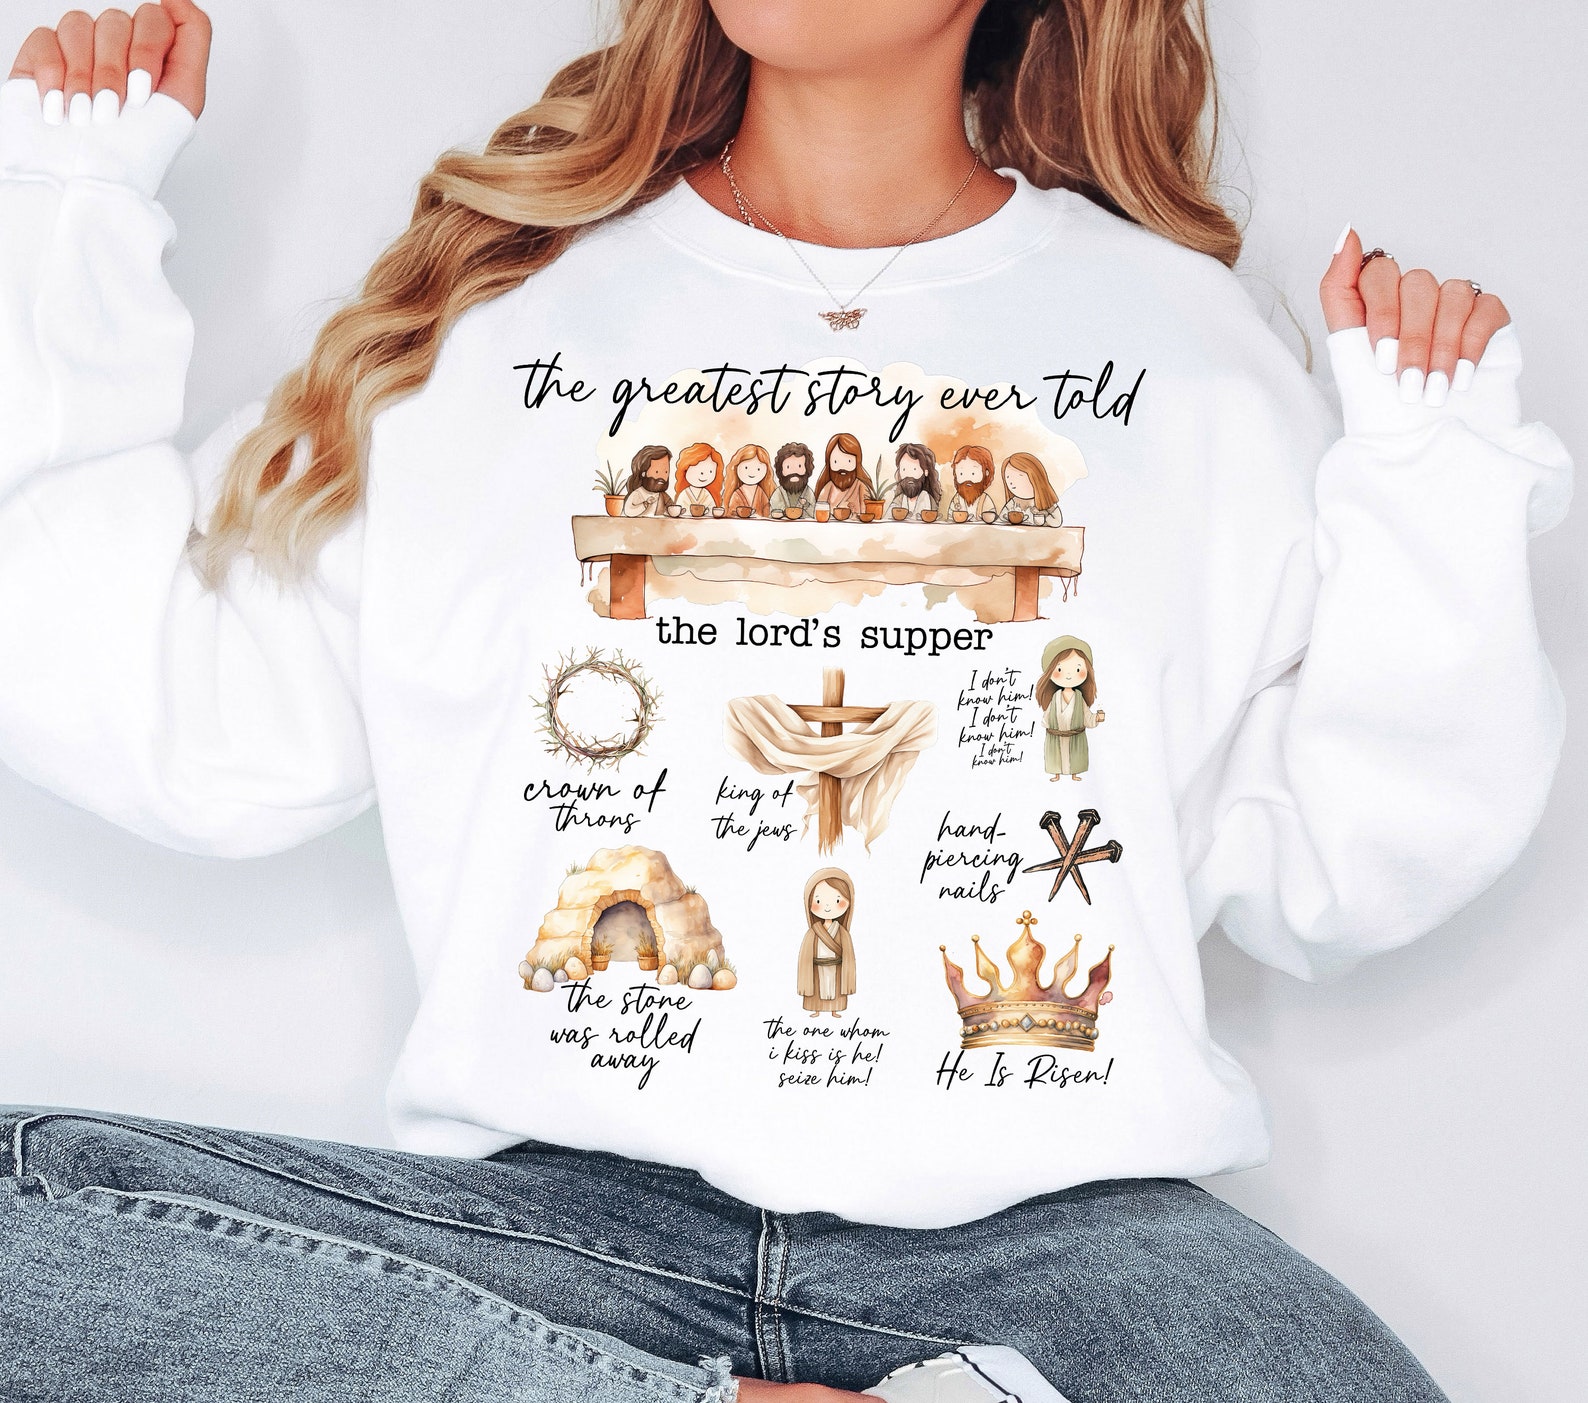 the greatest story ever told
the lord's supper
crown of
throns
king of
the jews
I don't
know him!
I don't
know him!
I don't
know him!
hand-
piercing
nails
the stone
was rolled
away
the one whom
i kiss is he!
seize him!
He Is Risen!